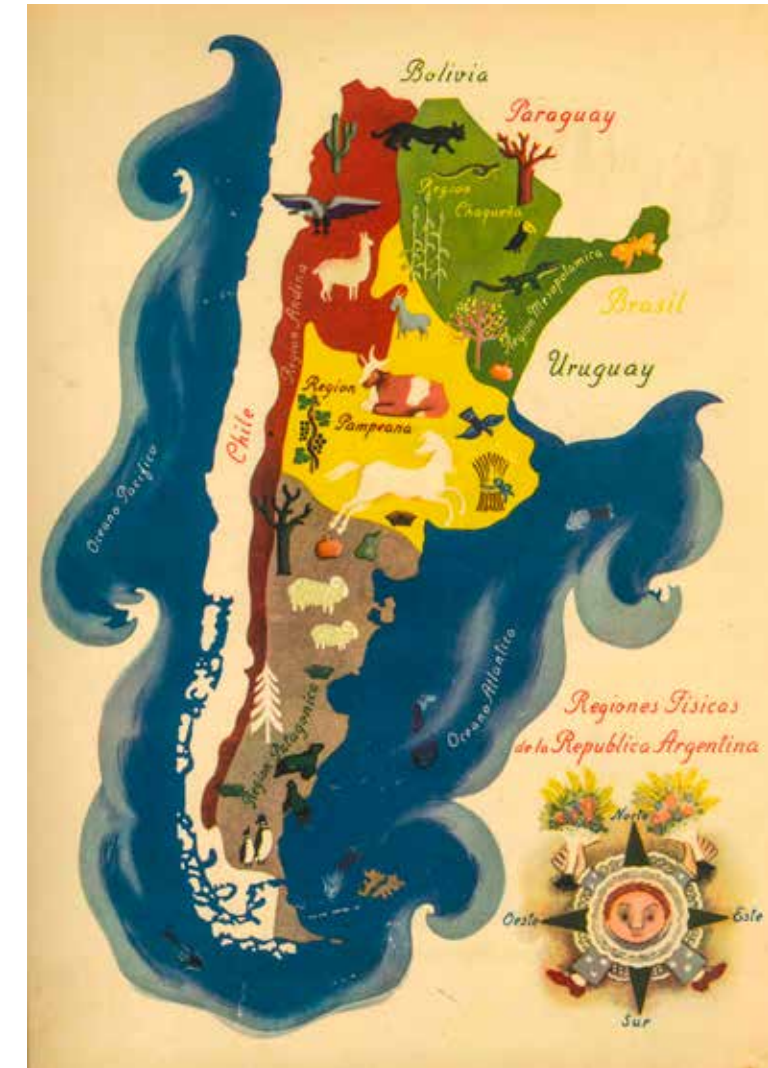 Bolivia
Paraguay
Region
Chaqueña
Region Mesopotamica
Brasil
Uruguay
Region Andina
Region
Pampeana
Chile
Oceano Pacifico
Oceano Atlantico
Region Patagonica
Regiones Fisicas
de la Republica Argentina
Norte
Oeste
Este
Sur